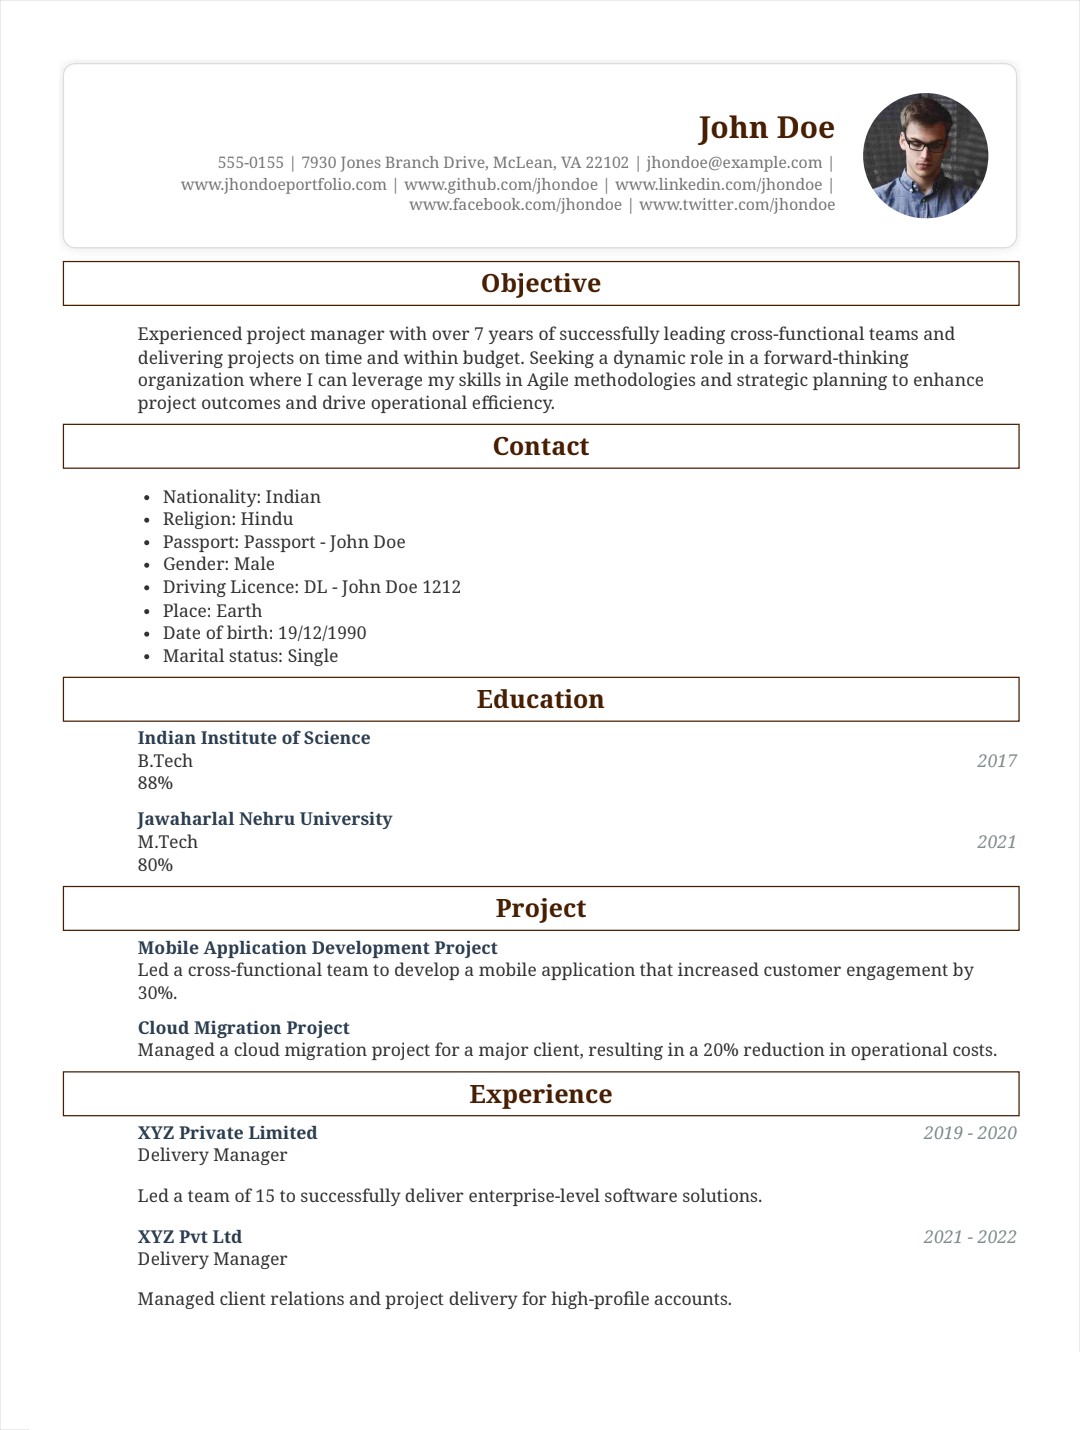 John Doe
555-0155 | 7930 Jones Branch Drive, McLean, VA 22102 | jhondoe@example.com |
www.jhondoeportfolio.com | www.github.com/jhondoe | www.linkedin.com/jhondoe |
www.facebook.com/jhondoe | www.twitter.com/jhondoe
Objective
Experienced project manager with over 7 years of successfully leading cross-functional teams and
delivering projects on time and within budget. Seeking a dynamic role in a forward-thinking
organization where I can leverage my skills in Agile methodologies and strategic planning to enhance
project outcomes and drive operational efficiency.
Contact
• Nationality: Indian
• Religion: Hindu
• Passport: Passport - John Doe
• Gender: Male
• Driving Licence: DL - John Doe 1212
• Place: Earth
• Date of birth: 19/12/1990
• Marital status: Single
Education
Indian Institute of Science
B.Tech 2017
88%
Jawaharlal Nehru University
M.Tech 2021
80%
Project
Mobile Application Development Project
Led a cross-functional team to develop a mobile application that increased customer engagement by
30%.
Cloud Migration Project
Managed a cloud migration project for a major client, resulting in a 20% reduction in operational costs.
Experience
XYZ Private Limited 2019 - 2020
Delivery Manager
Led a team of 15 to successfully deliver enterprise-level software solutions.
XYZ Pvt Ltd 2021 - 2022
Delivery Manager
Managed client relations and project delivery for high-profile accounts.